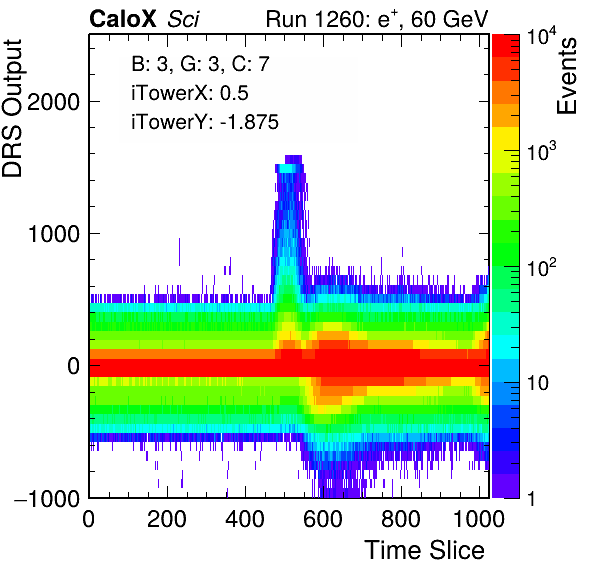 CaloX Sci Run 1260: e+, 60 GeV
B: 3, G: 3, C: 7
iTowerX: 0.5
iTowerY: -1.875
DRS Output
2000
1000
0
−1000
0 200 400 600 800 1000
Time Slice
Events
10^4
10^3
10^2
10
1